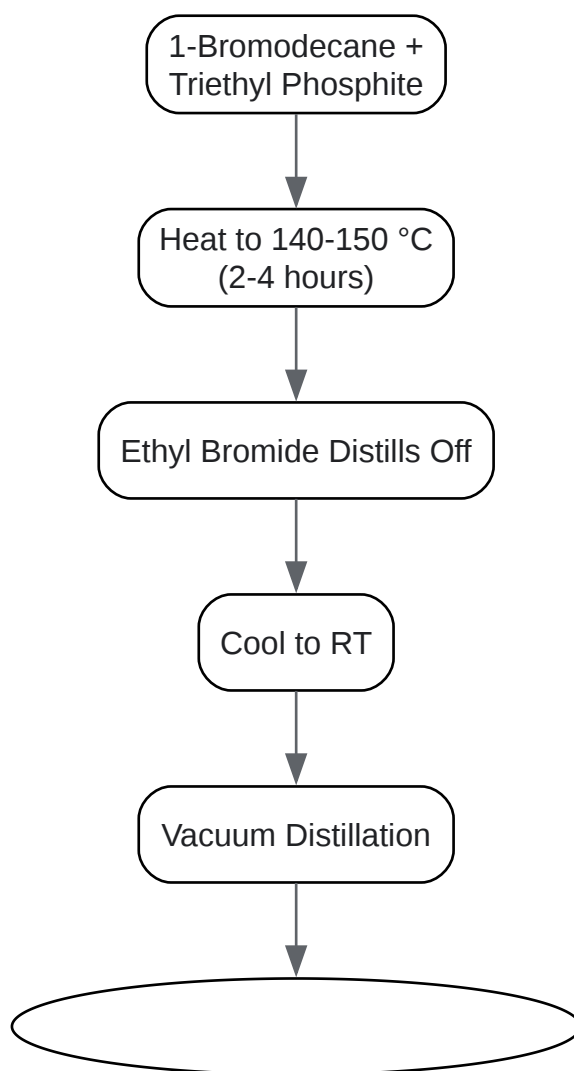 1-Bromodecane +
Triethyl Phosphite
Heat to 140-150 °C
(2-4 hours)
Ethyl Bromide Distills Off
Cool to RT
Vacuum Distillation